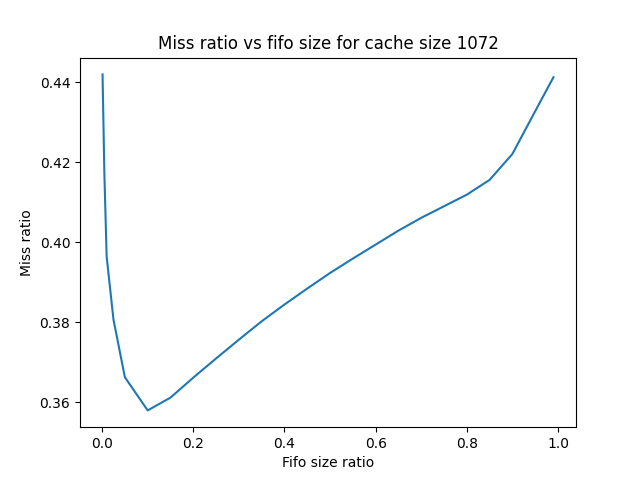 Miss ratio vs fifo size for cache size 1072
0.44
0.42
0.40
0.38
0.36
Miss ratio
0.0 0.2 0.4 0.6 0.8 1.0
Fifo size ratio